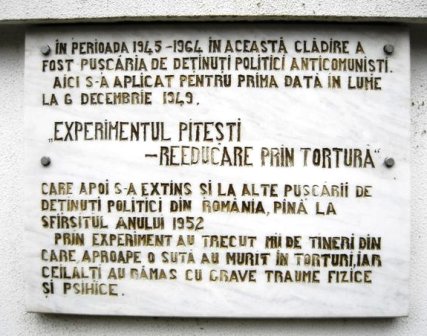 ÎN PERIOADA 1945-1964 ÎN ACEASTĂ CLĂDIRE A
FOST PUŞCĂRIA DE DEŢINUŢI POLITICI ANTICOMUNIŞTI.
AICI S-A APLICAT PENTRU PRIMA DATĂ ÎN LUME
LA 6 DECEMBRIE 1949.
„EXPERIMENTUL PITEŞTI
-REEDUCARE PRIN TORTURĂ“
CARE APOI S-A EXTINS ŞI LA ALTE PUŞCĂRII DE
DEŢINUŢI POLITICI DIN ROMÂNIA, PÎNĂ LA
SFÎRŞITUL ANULUI 1952
PRIN EXPERIMENT AU TRECUT MII DE TINERI DIN
CARE, APROAPE O SUTĂ AU MURIT ÎN TORTURI, IAR
CEILALŢI AU RĂMAS CU GRAVE TRAUME FIZICE
ŞI PSIHICE.